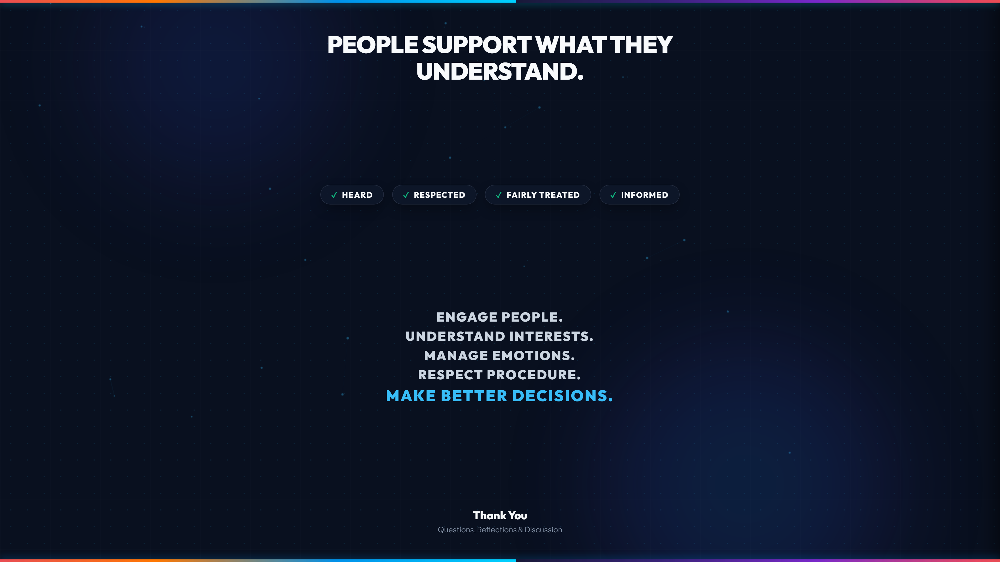 PEOPLE SUPPORT WHAT THEY
UNDERSTAND.
✓ HEARD ✓ RESPECTED ✓ FAIRLY TREATED ✓ INFORMED
ENGAGE PEOPLE.
UNDERSTAND INTERESTS.
MANAGE EMOTIONS.
RESPECT PROCEDURE.
MAKE BETTER DECISIONS.
Thank You
Questions, Reflections & Discussion